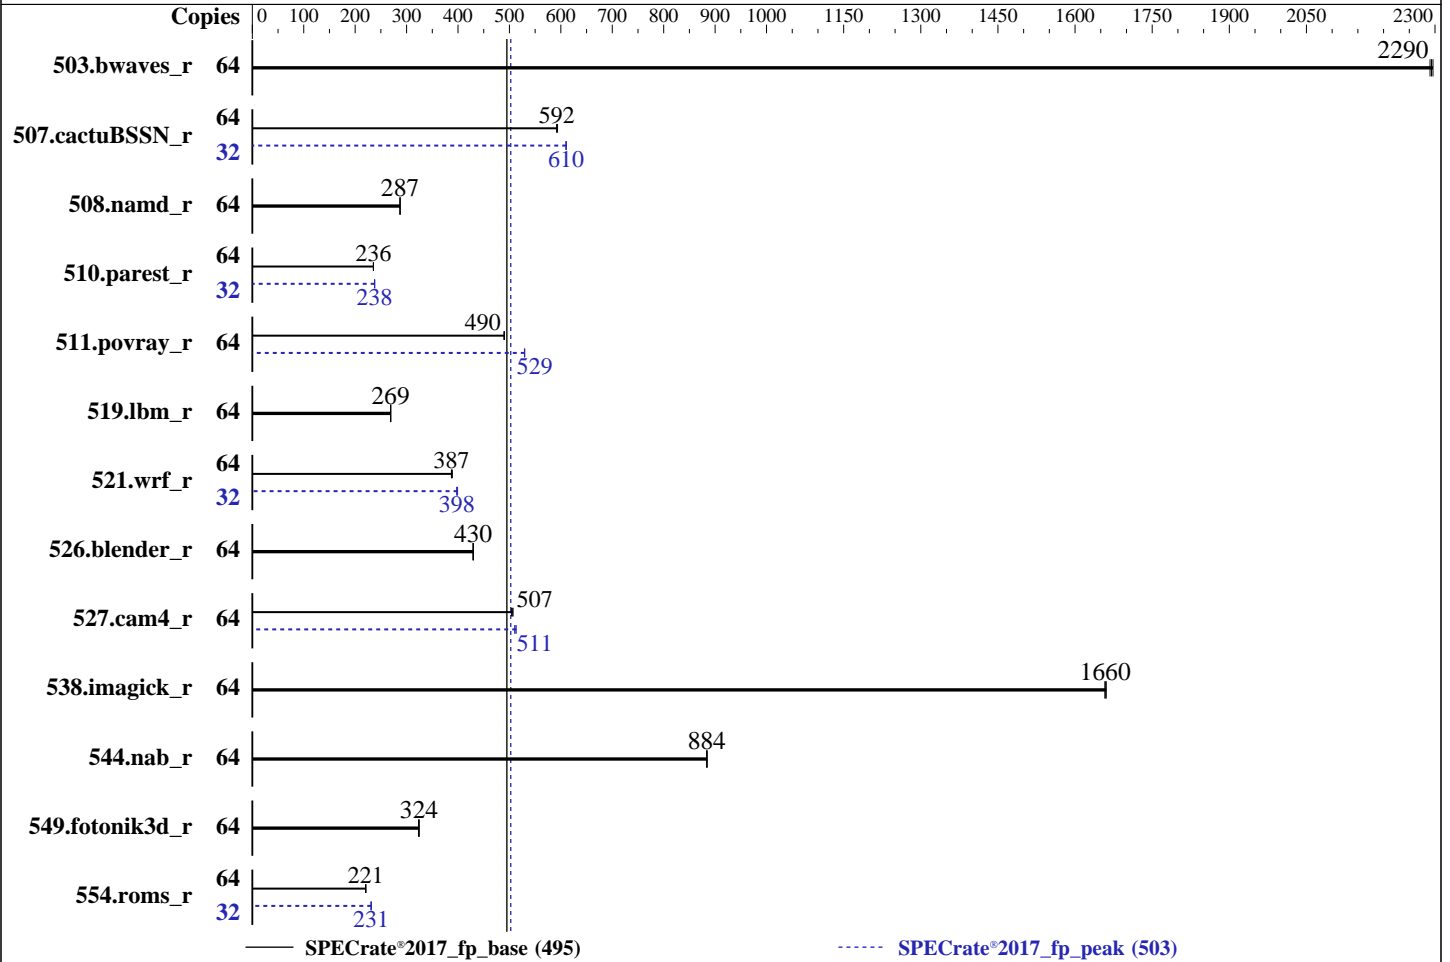 Copies 0 100 200 300 400 500 600 700 800 900 1000 1150 1300 1450 1600 1750 1900 2050 2300
503.bwaves_r 64 2290
507.cactuBSSN_r 64 592
32 610
508.namd_r 64 287
510.parest_r 64 236
32 238
511.povray_r 64 490
529
519.lbm_r 64 269
521.wrf_r 64 387
32 398
526.blender_r 64 430
527.cam4_r 64 507
511
538.imagick_r 64 1660
544.nab_r 64 884
549.fotonik3d_r 64 324
554.roms_r 64 221
32 231
SPECrate®2017_fp_base (495) SPECrate®2017_fp_peak (503)